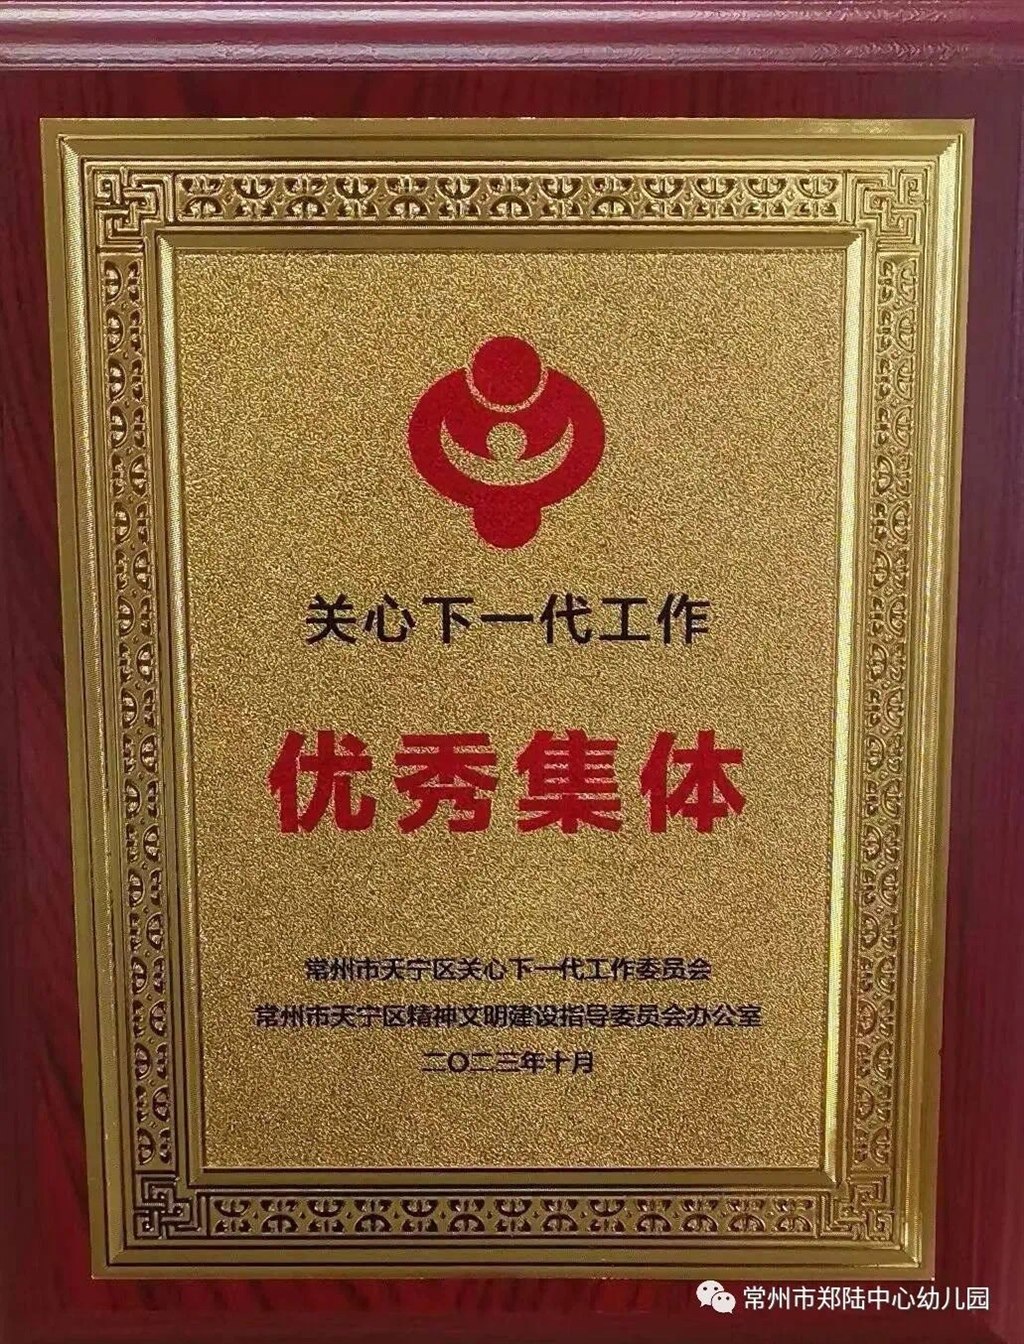 关心下一代工作
优秀集体
常州市天宁区关心下一代工作委员会
常州市天宁区精神文明建设指导委员会办公室
二〇二三年十月
常州市郑陆中心幼儿园